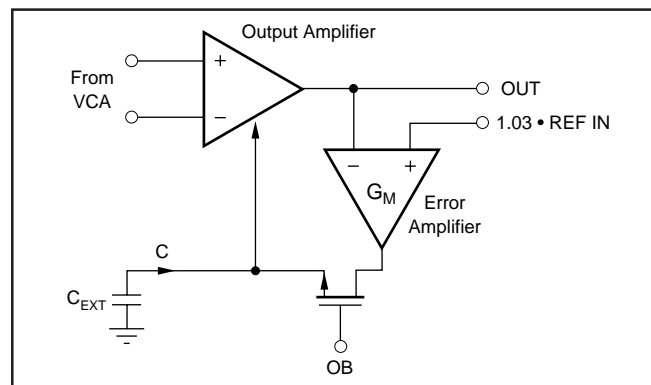 Output Amplifier
From
VCA
+
−
OUT
1.03 • REF IN
−
+
G_M
Error
Amplifier
C
C_EXT
OB